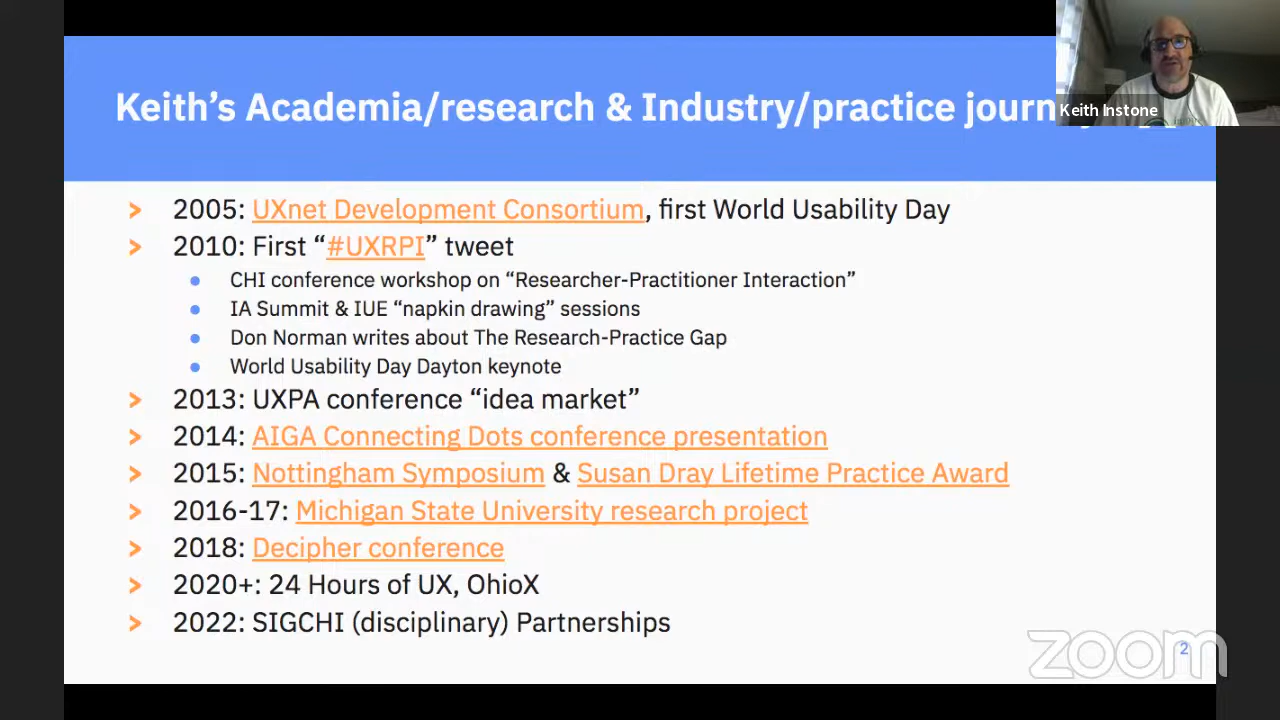 Keith’s Academia/research & Industry/practice journ
Keith Instone
> 2005: UXnet Development Consortium, first World Usability Day
> 2010: First “#UXRPI” tweet
● CHI conference workshop on “Researcher-Practitioner Interaction”
● IA Summit & IUE “napkin drawing” sessions
● Don Norman writes about The Research-Practice Gap
● World Usability Day Dayton keynote
> 2013: UXPA conference “idea market”
> 2014: AIGA Connecting Dots conference presentation
> 2015: Nottingham Symposium & Susan Dray Lifetime Practice Award
> 2016-17: Michigan State University research project
> 2018: Decipher conference
> 2020+: 24 Hours of UX, OhioX
> 2022: SIGCHI (disciplinary) Partnerships
zoom
2